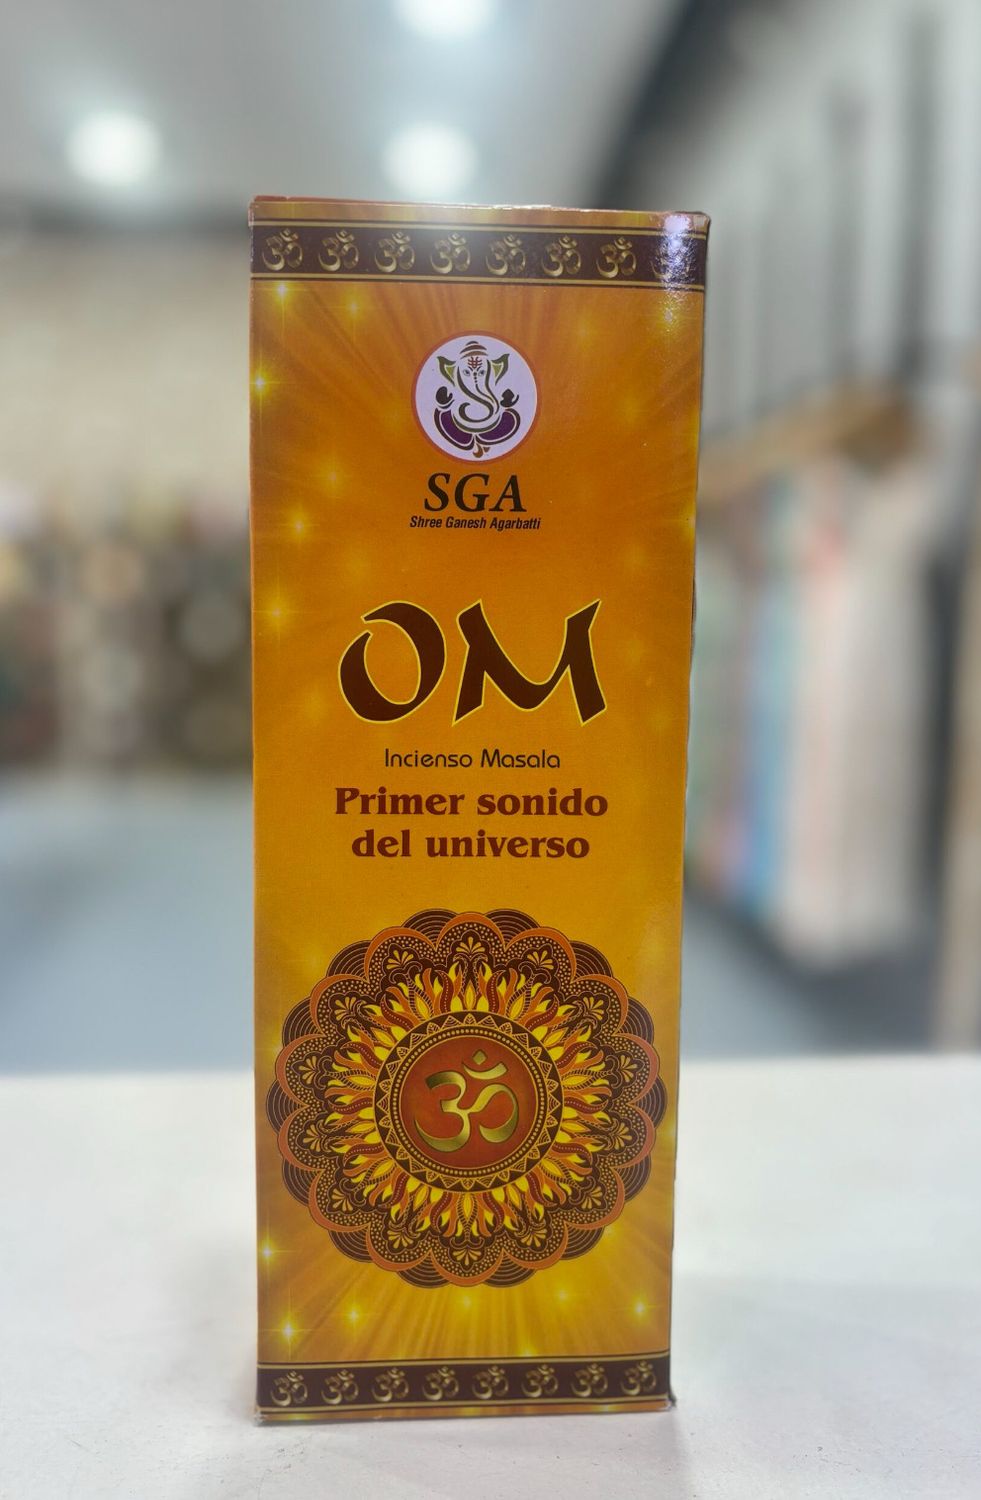 ॐ ॐ ॐ ॐ ॐ ॐ ॐ ॐ
SGA
Shree Ganesh Agarbatti
OM
Incienso Masala
Primer sonido
del universo
ॐ
ॐ ॐ ॐ ॐ ॐ ॐ ॐ ॐ